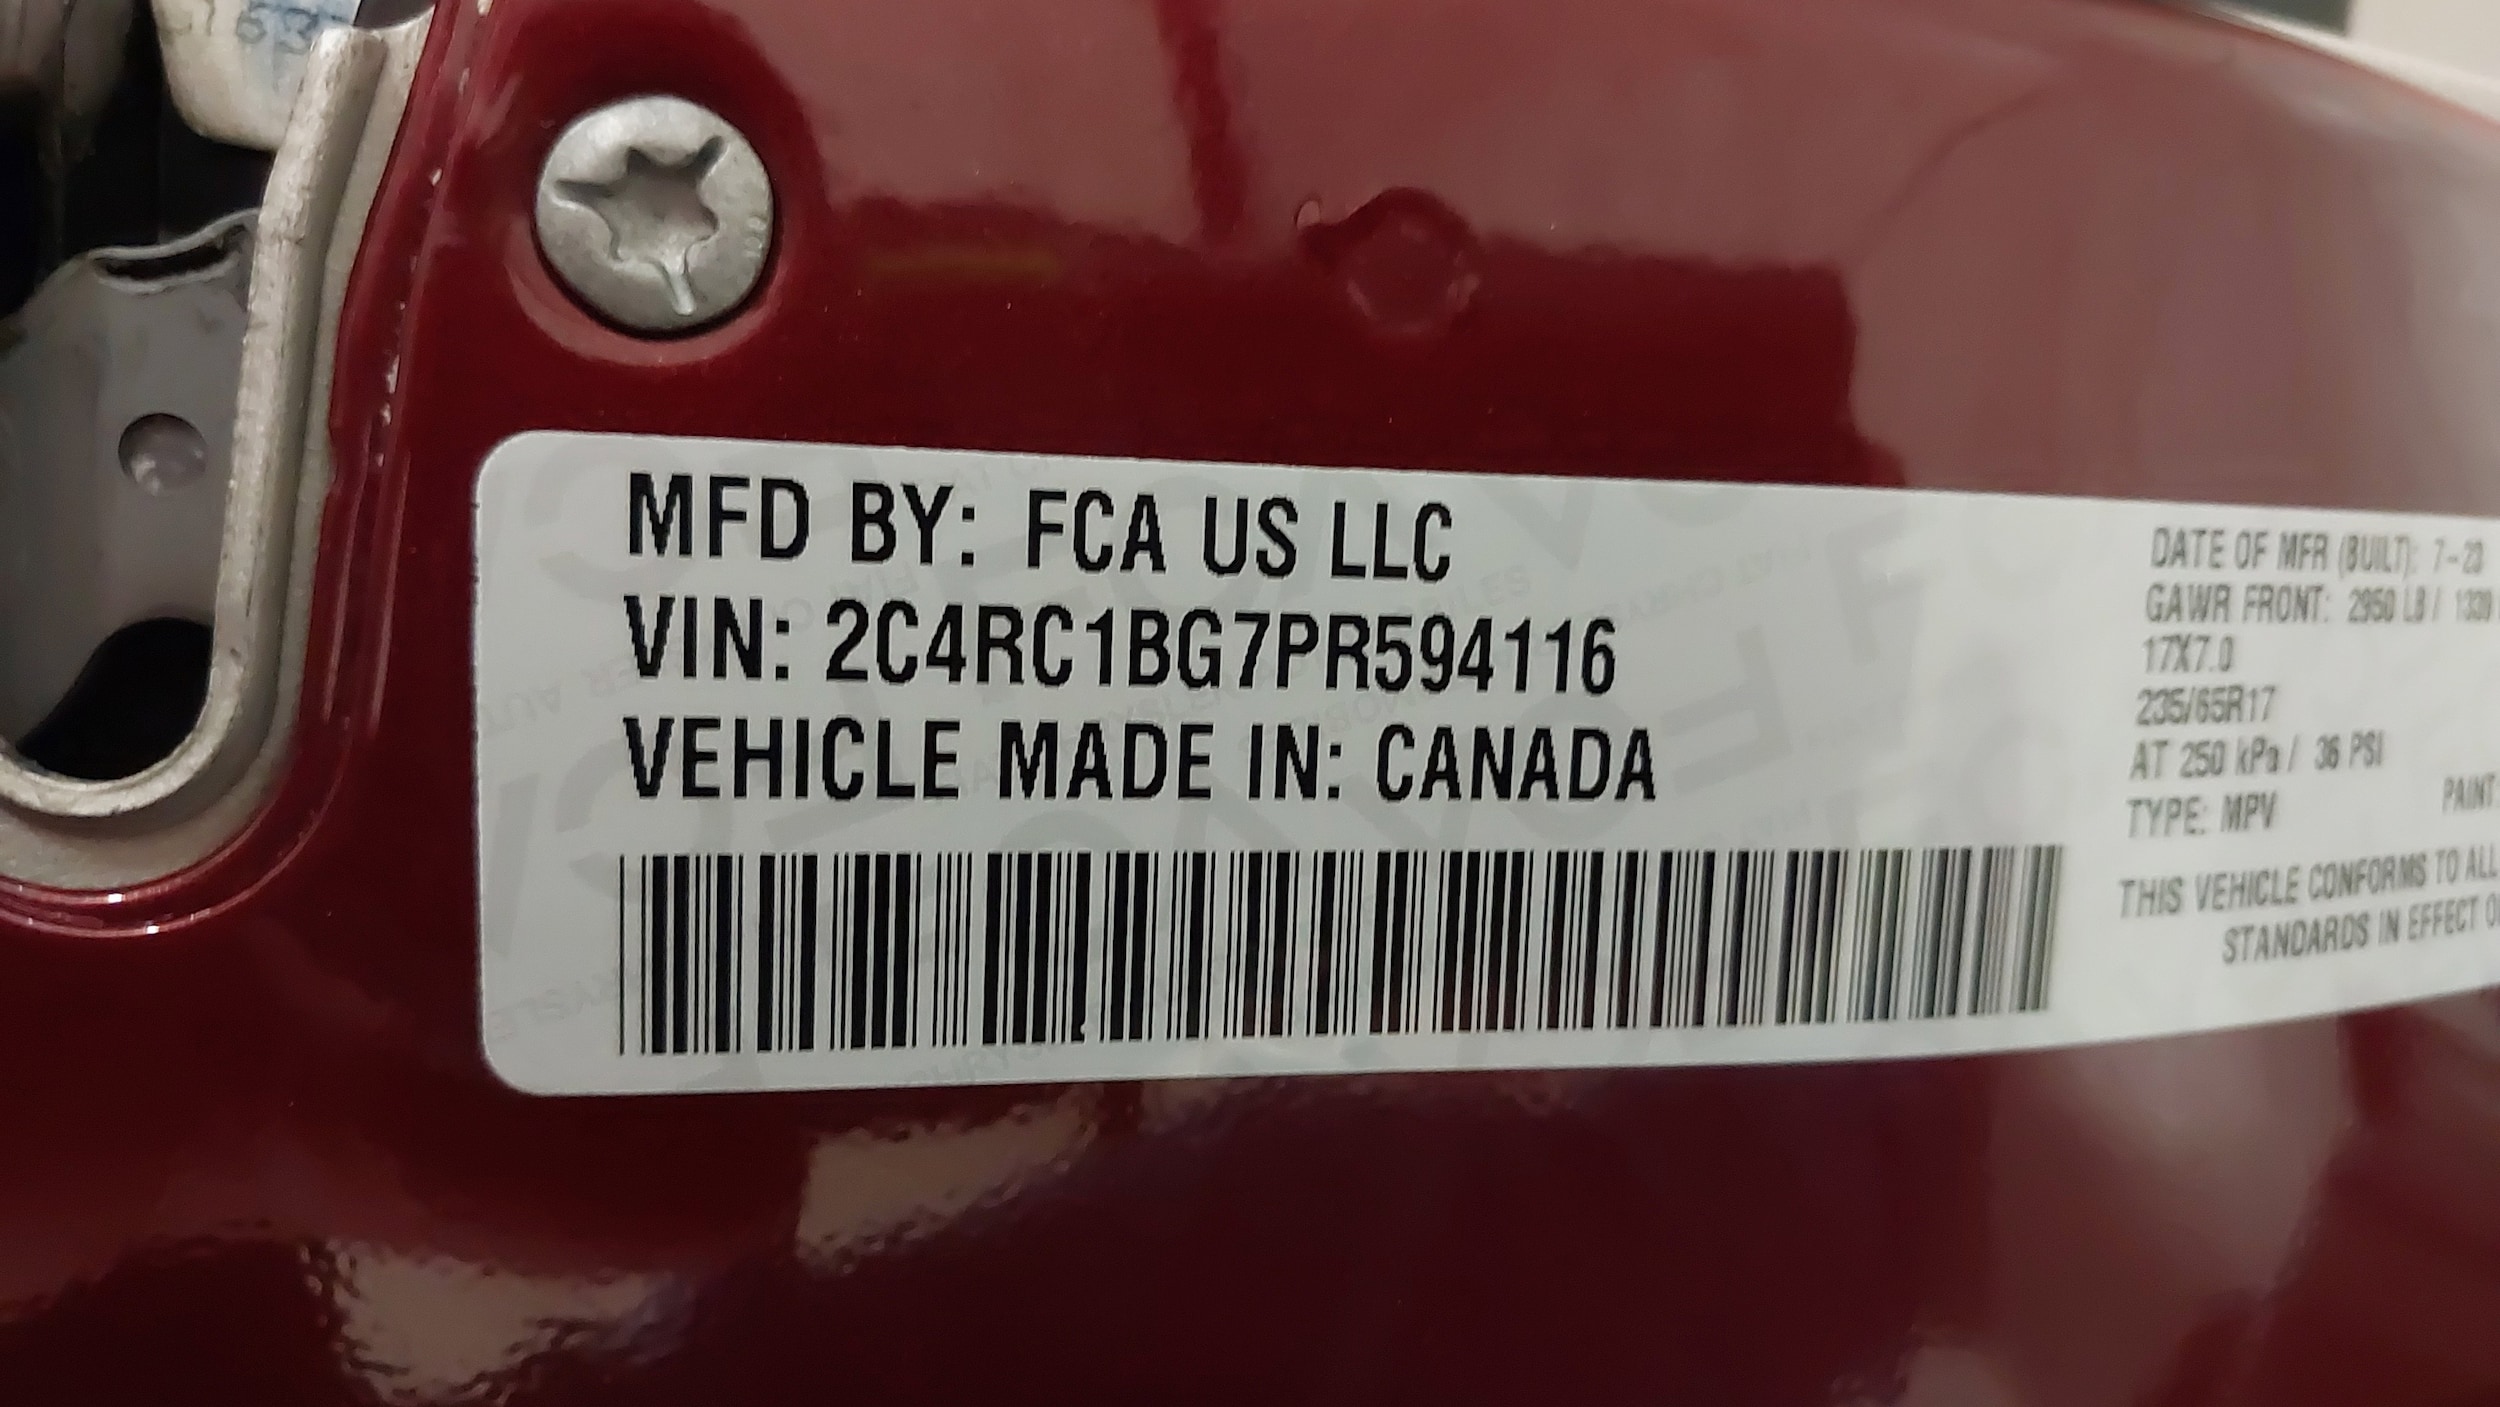 MFD BY: FCA US LLC
VIN: 2C4RC1BG7PR594116
VEHICLE MADE IN: CANADA
DATE OF MFR (BUILT): 7-23
GAWR FRONT: 2950 LB / 1339
17X7.0
235/65R17
AT 250 kPa / 36 PSI
TYPE: MPV PAINT:
THIS VEHICLE CONFORMS TO ALL
STANDARDS IN EFFECT